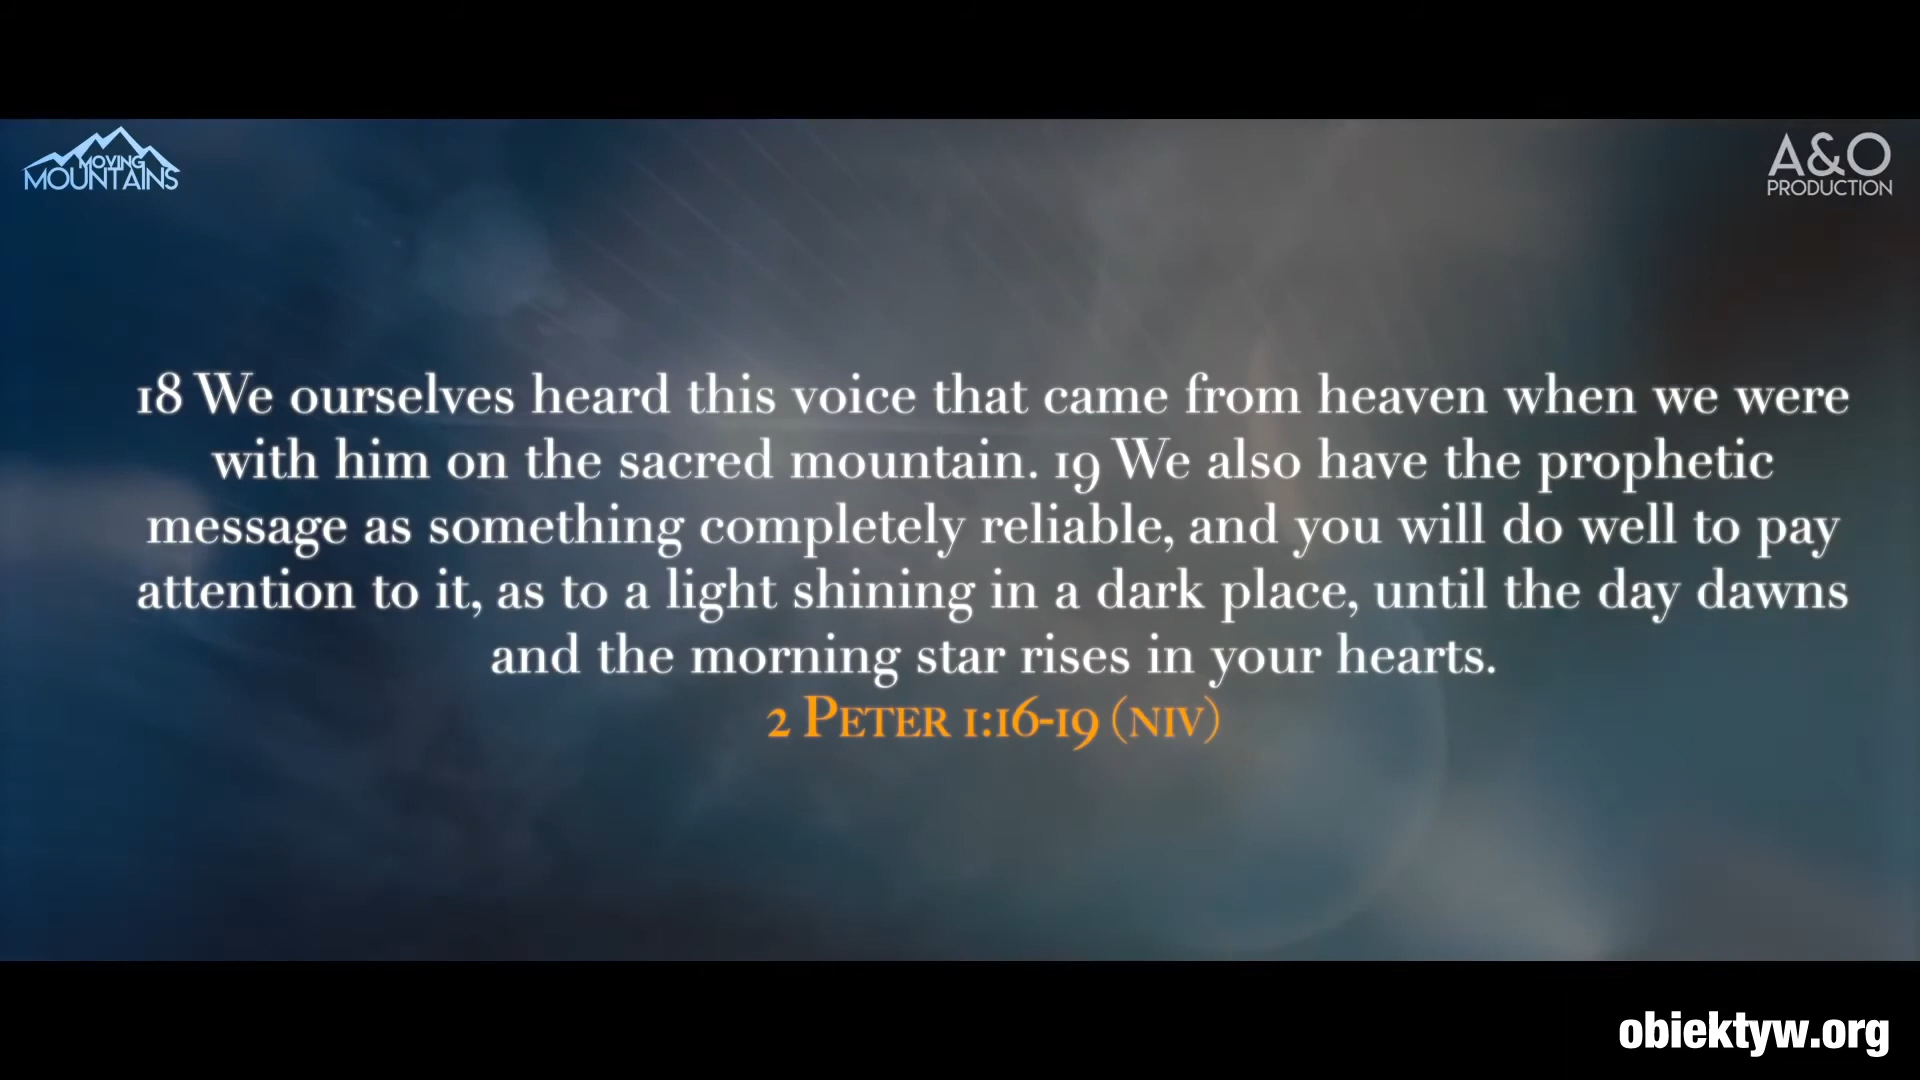 MOVING
MOUNTAINS
A&O
PRODUCTION
18 We ourselves heard this voice that came from heaven when we were
with him on the sacred mountain. 19 We also have the prophetic
message as something completely reliable, and you will do well to pay
attention to it, as to a light shining in a dark place, until the day dawns
and the morning star rises in your hearts.
2 PETER 1:16-19 (NIV)
obiektyw.org